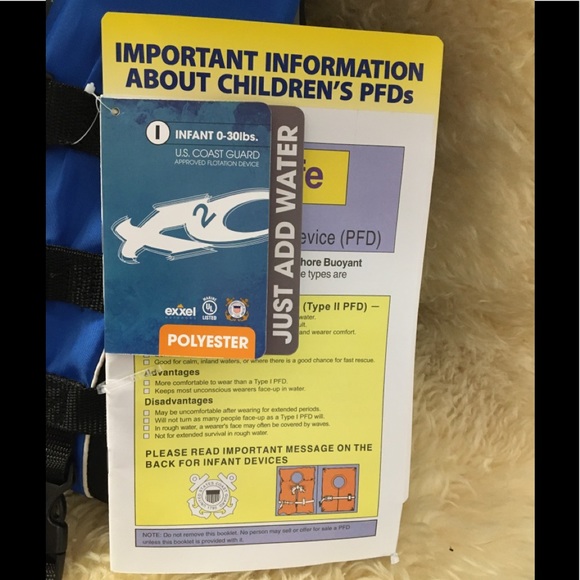 IMPORTANT INFORMATION
ABOUT CHILDREN'S PFDs
I INFANT 0-30lbs.
U.S. COAST GUARD
APPROVED FLOTATION DEVICE
H2O
exxel
MARINE
UL
LISTED
POLYESTER
JUST ADD WATER
fe
evice (PFD)
hore Buoyant
e types are
(Type II PFD) —
water.
ult.
and wearer comfort.
Good for calm, inland waters, or where there is a good chance for fast rescue.
Advantages
More comfortable to wear than a Type I PFD.
Keeps most unconscious wearers face-up in water.
Disadvantages
May be uncomfortable after wearing for extended periods.
Will not turn as many people face-up as a Type I PFD will.
In rough water, a wearer's face may often be covered by waves.
Not for extended survival in rough water.
PLEASE READ IMPORTANT MESSAGE ON THE
BACK FOR INFANT DEVICES
NOTE: Do not remove this booklet. No person may sell or offer for sale a PFD
unless this booklet is provided with it.